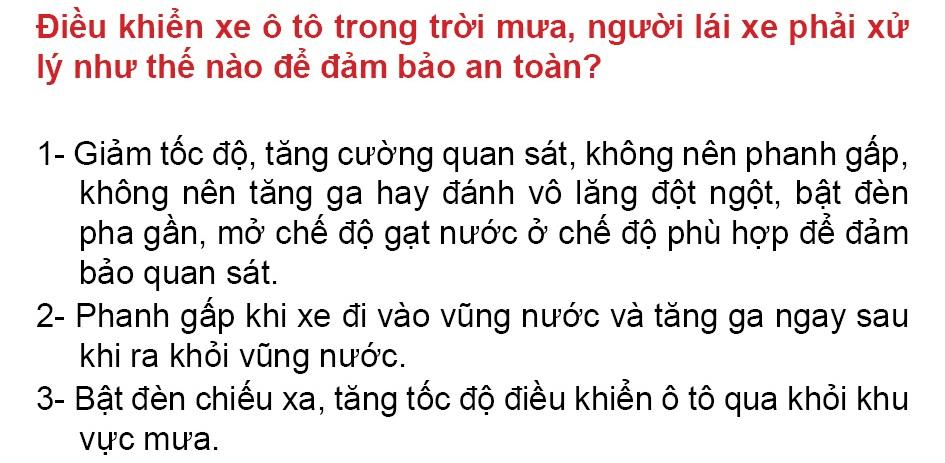 Điều khiển xe ô tô trong trời mưa, người lái xe phải xử
lý như thế nào để đảm bảo an toàn?
1- Giảm tốc độ, tăng cường quan sát, không nên phanh gấp,
không nên tăng ga hay đánh vô lăng đột ngột, bật đèn
pha gần, mở chế độ gạt nước ở chế độ phù hợp để đảm
bảo quan sát.
2- Phanh gấp khi xe đi vào vũng nước và tăng ga ngay sau
khi ra khỏi vũng nước.
3- Bật đèn chiếu xa, tăng tốc độ điều khiển ô tô qua khỏi khu
vực mưa.